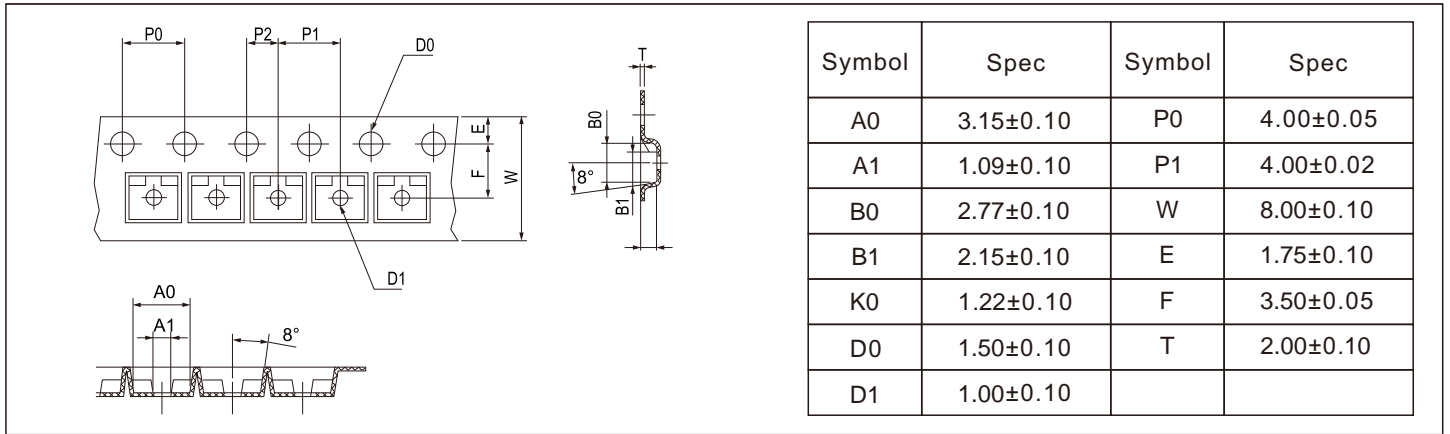 P0 P2 P1 D0
E
F
W
D1
T
B0
8°
B1
A0
A1
8°
Symbol Spec Symbol Spec
A0 3.15±0.10 P0 4.00±0.05
A1 1.09±0.10 P1 4.00±0.02
B0 2.77±0.10 W 8.00±0.10
B1 2.15±0.10 E 1.75±0.10
K0 1.22±0.10 F 3.50±0.05
D0 1.50±0.10 T 2.00±0.10
D1 1.00±0.10